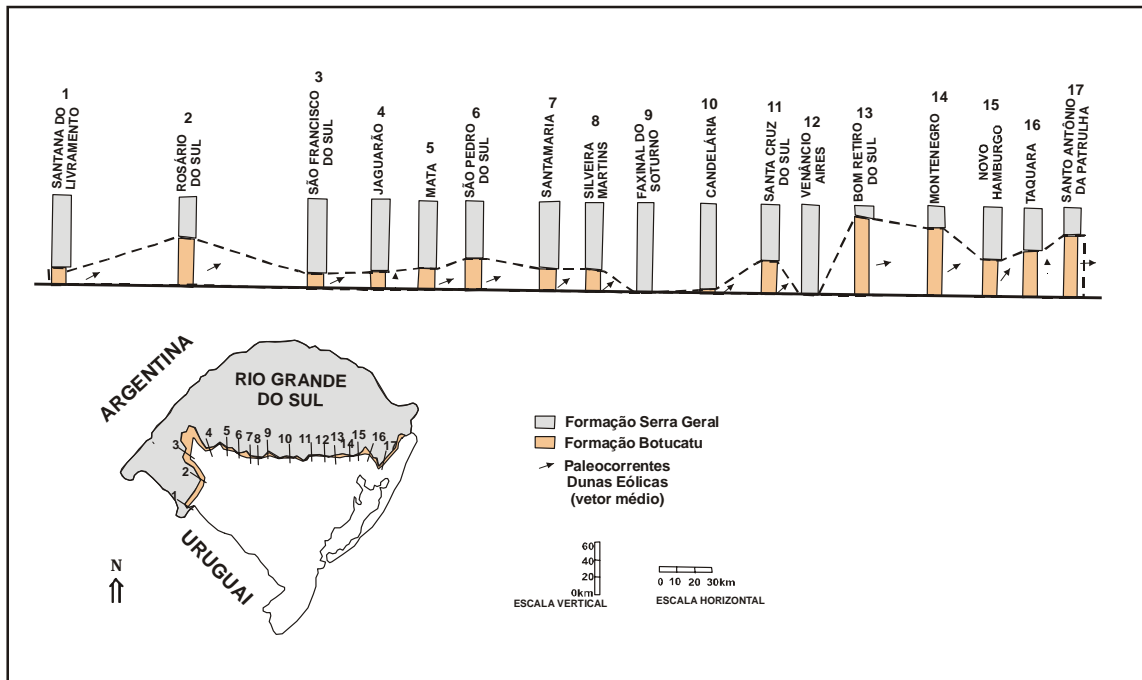 1
SANTANA DO
LIVRAMENTO
2
ROSÁRIO
DO SUL
3
SÃO FRANCISCO
DO SUL
4
JAGUARÃO
5
MATA
6
SÃO PEDRO
DO SUL
7
SANTAMARIA
8
SILVEIRA
MARTINS
9
FAXINAL DO
SOTURNO
10
CANDELÁRIA
11
SANTA CRUZ
DO SUL
12
VENÂNCIO
AIRES
13
BOM RETIRO
DO SUL
14
MONTENEGRO
15
NOVO
HAMBURGO
16
TAQUARA
17
SANTO ANTÔNIO
DA PATRULHA
ARGENTINA
RIO GRANDE
DO SUL
1
2
3
4
5
6
7
8
9
10
11
12
13
14
15
16
17
URUGUAI
N
Formação Serra Geral
Formação Botucatu
Paleocorrentes
Dunas Eólicas
(vetor médio)
60
40
20
0km
ESCALA VERTICAL
0 10 20 30km
ESCALA HORIZONTAL